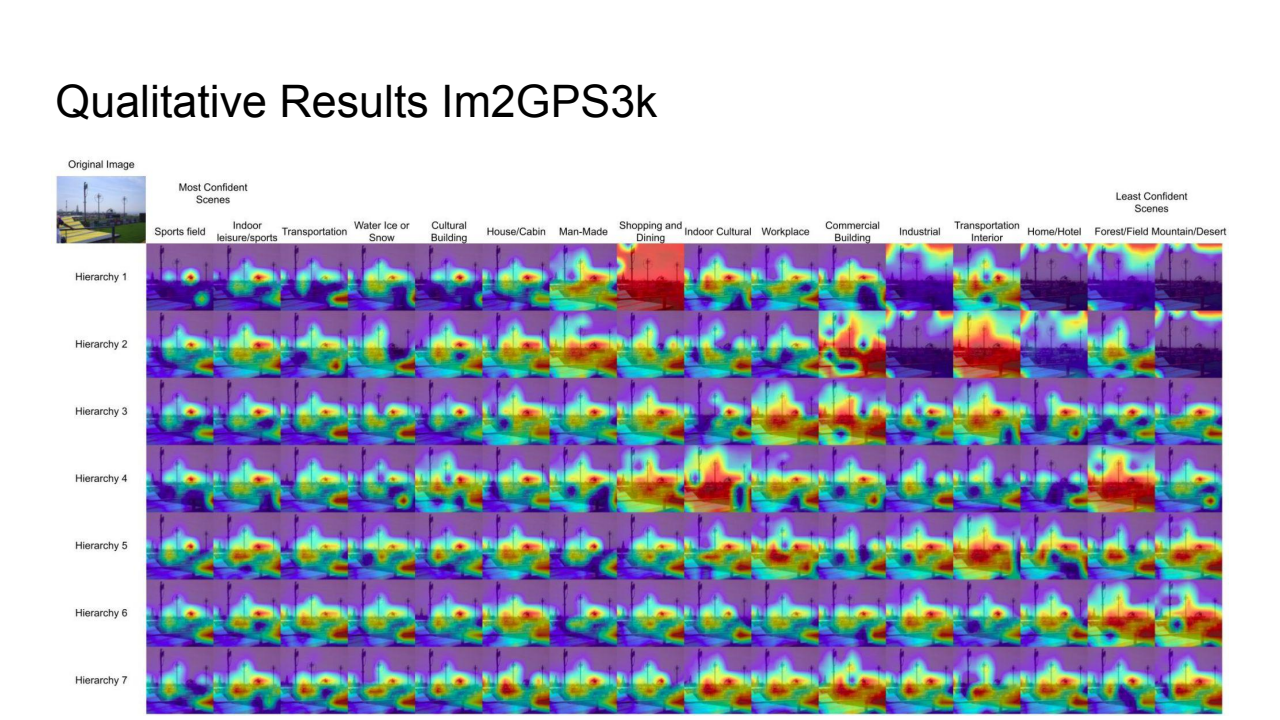 Qualitative Results Im2GPS3k
Original Image
Most Confident
Scenes
Least Confident
Scenes
Sports field
Indoor
leisure/sports
Transportation
Water Ice or
Snow
Cultural
Building
House/Cabin
Man-Made
Shopping and
Dining
Indoor Cultural
Workplace
Commercial
Building
Industrial
Transportation
Interior
Home/Hotel
Forest/Field
Mountain/Desert
Hierarchy 1
Hierarchy 2
Hierarchy 3
Hierarchy 4
Hierarchy 5
Hierarchy 6
Hierarchy 7